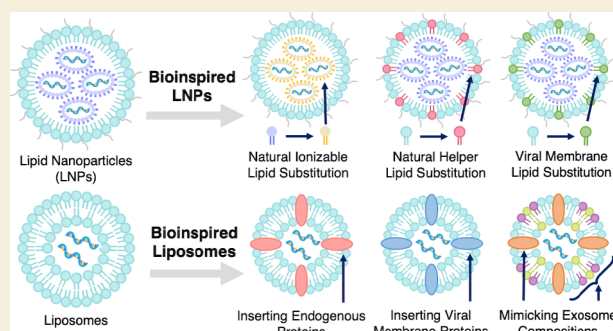 Bioinspired
LNPs
Lipid Nanoparticles
(LNPs)
Natural Ionizable
Lipid Substitution
Natural Helper
Lipid Substitution
Viral Membrane
Lipid Substitution
Bioinspired
Liposomes
Liposomes
Inserting Endogenous
Proteins
Inserting Viral
Membrane Proteins
Mimicking Exosome
Compositions